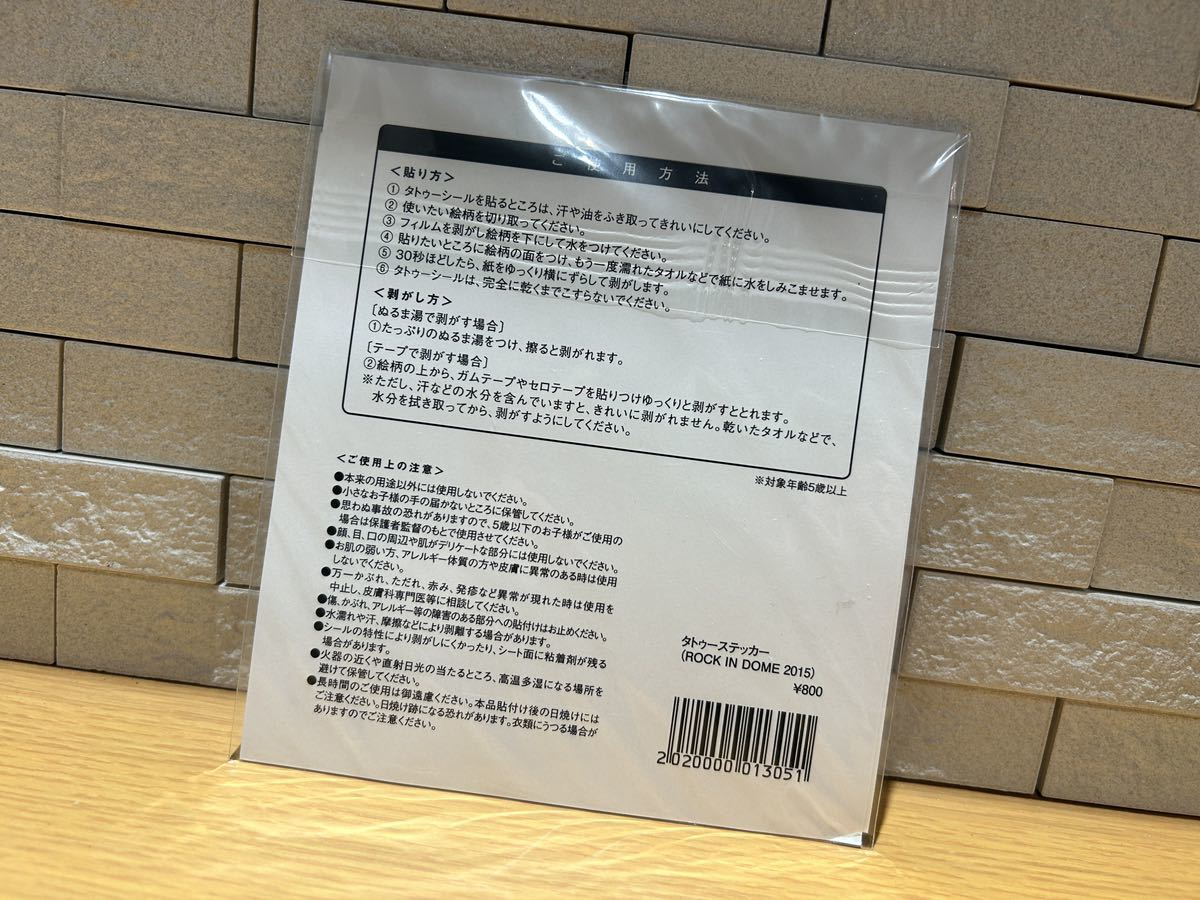 ご使用方法
＜貼り方＞
① タトゥーシールを貼るところは、汗や油をふき取ってきれいにしてください。
② 使いたい絵柄を切り取ってください。
③ フィルムを剥がし絵柄を下にして水をつけてください。
④ 貼りたいところに絵柄の面をつけ、もう一度濡れたタオルなどで紙に水をしみこませます。
⑤ 30秒ほどしたら、紙をゆっくり横にずらして剥がします。
⑥ タトゥーシールは、完全に乾くまでこすらないでください。
＜剥がし方＞
［ぬるま湯で剥がす場合］
①たっぷりのぬるま湯をつけ、擦ると剥がれます。
［テープで剥がす場合］
②絵柄の上から、ガムテープやセロテープを貼りつけゆっくりと剥がすととれます。
※ただし、汗などの水分を含んでいますと、きれいに剥がれません。乾いたタオルなどで、
水分を拭き取ってから、剥がすようにしてください。
※対象年齢5歳以上
＜ご使用上の注意＞
●本来の用途以外には使用しないでください。
●小さなお子様の手の届かないところに保管してください。
●思わぬ事故の恐れがありますので、5歳以下のお子様がご使用の
場合は保護者監督のもとで使用させてください。
●顔、目、口の周辺や肌がデリケートな部分には使用しないでください。
●お肌の弱い方、アレルギー体質の方や皮膚に異常のある時は使用
しないでください。
●万一かぶれ、ただれ、赤み、発疹など異常が現れた時は使用を
中止し、皮膚科専門医等に相談してください。
●傷、かぶれ、アレルギー等の障害のある部分への貼付けはお止めください。
●水濡れや汗、摩擦などにより剥離する場合があります。
●シールの特性により剥がしにくかったり、シート面に粘着剤が残る
場合があります。
●火器の近くや直射日光の当たるところ、高温多湿になる場所を
避けて保管してください。
●長時間のご使用は御遠慮ください。本品貼付け後の日焼けには
ご注意ください。日焼け跡になる恐れがあります。衣類にうつる場合が
ありますのでご注意ください。
タトゥーステッカー
（ROCK IN DOME 2015）
¥800
2020000013051